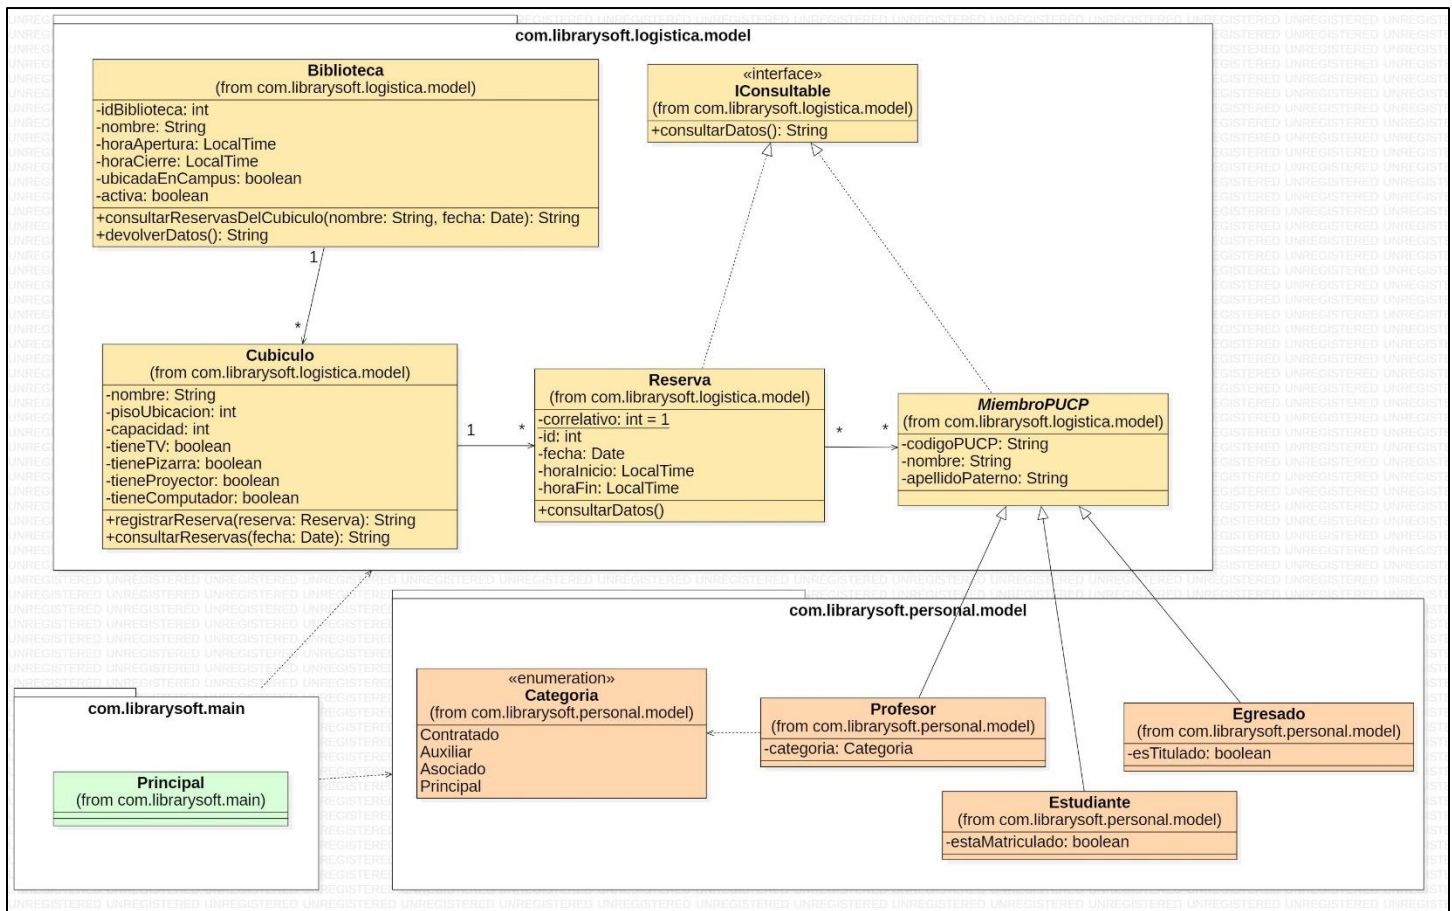 com.librarysoft.logistica.model
Biblioteca
(from com.librarysoft.logistica.model)
-idBiblioteca: int
-nombre: String
-horaApertura: LocalTime
-horaCierre: LocalTime
-ubicadaEnCampus: boolean
-activa: boolean
+consultarReservasDelCubiculo(nombre: String, fecha: Date): String
+devolverDatos(): String
«interface»
IConsultable
(from com.librarysoft.logistica.model)
+consultarDatos(): String
1
*
Cubiculo
(from com.librarysoft.logistica.model)
-nombre: String
-pisoUbicacion: int
-capacidad: int
-tieneTV: boolean
-tienePizarra: boolean
-tieneProyector: boolean
-tieneComputador: boolean
+registrarReserva(reserva: Reserva): String
+consultarReservas(fecha: Date): String
1
*
Reserva
(from com.librarysoft.logistica.model)
-correlativo: int = 1
-id: int
-fecha: Date
-horaInicio: LocalTime
-horaFin: LocalTime
+consultarDatos()
*
*
MiembroPUCP
(from com.librarysoft.logistica.model)
-codigoPUCP: String
-nombre: String
-apellidoPaterno: String
com.librarysoft.personal.model
«enumeration»
Categoria
(from com.librarysoft.personal.model)
Contratado
Auxiliar
Asociado
Principal
Profesor
(from com.librarysoft.personal.model)
-categoria: Categoria
Egresado
(from com.librarysoft.personal.model)
-esTitulado: boolean
Estudiante
(from com.librarysoft.personal.model)
-estaMatriculado: boolean
com.librarysoft.main
Principal
(from com.librarysoft.main)